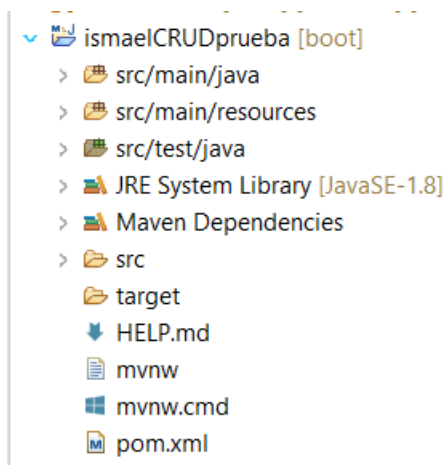 ismaelCRUDprueba [boot]
src/main/java
src/main/resources
src/test/java
JRE System Library [JavaSE-1.8]
Maven Dependencies
src
target
HELP.md
mvnw
mvnw.cmd
pom.xml